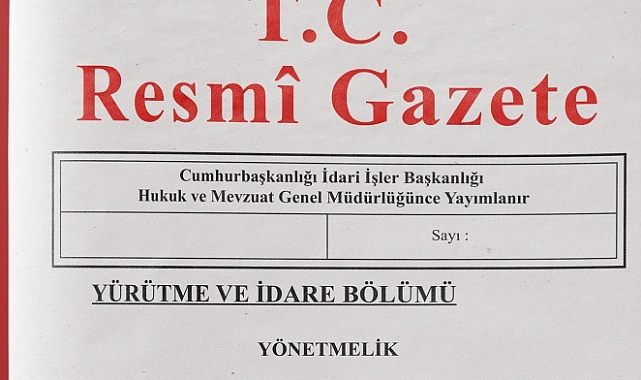 T.C.
Resmî Gazete
Cumhurbaşkanlığı İdari İşler Başkanlığı
Hukuk ve Mevzuat Genel Müdürlüğünce Yayımlanır
Sayı :
YÜRÜTME VE İDARE BÖLÜMÜ
YÖNETMELİK